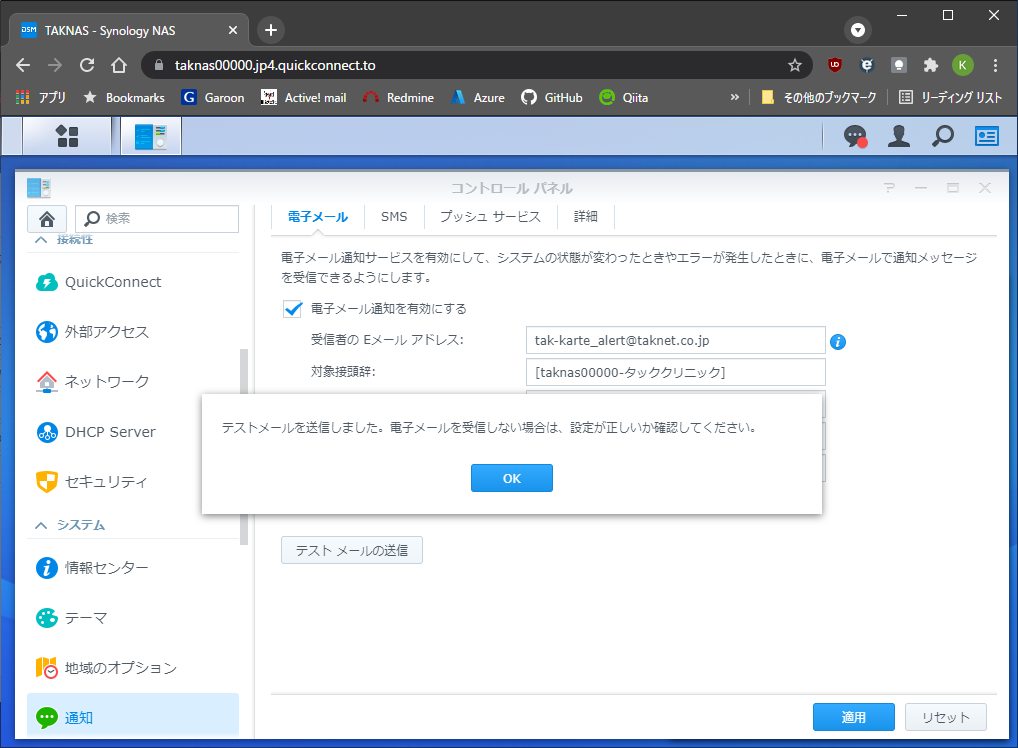 DSM TAKNAS - Synology NAS
taknas00000.jp4.quickconnect.to
K
アプリ Bookmarks G Garoon Active! mail Redmine Azure GitHub Qiita » その他のブックマーク リーディング リスト
コントロール パネル
検索
電子メール SMS プッシュ サービス 詳細
接続性
QuickConnect
外部アクセス
ネットワーク
DHCP Server
セキュリティ
システム
情報センター
テーマ
地域のオプション
通知
電子メール通知サービスを有効にして、システムの状態が変わったときやエラーが発生したときに、電子メールで通知メッセージ
を受信できるようにします。
電子メール通知を有効にする
受信者の Eメール アドレス: tak-karte_alert@taknet.co.jp
対象接頭辞: [taknas00000-タッククリニック]
テストメールを送信しました。電子メールを受信しない場合は、設定が正しいか確認してください。
OK
テスト メールの送信
適用 リセット